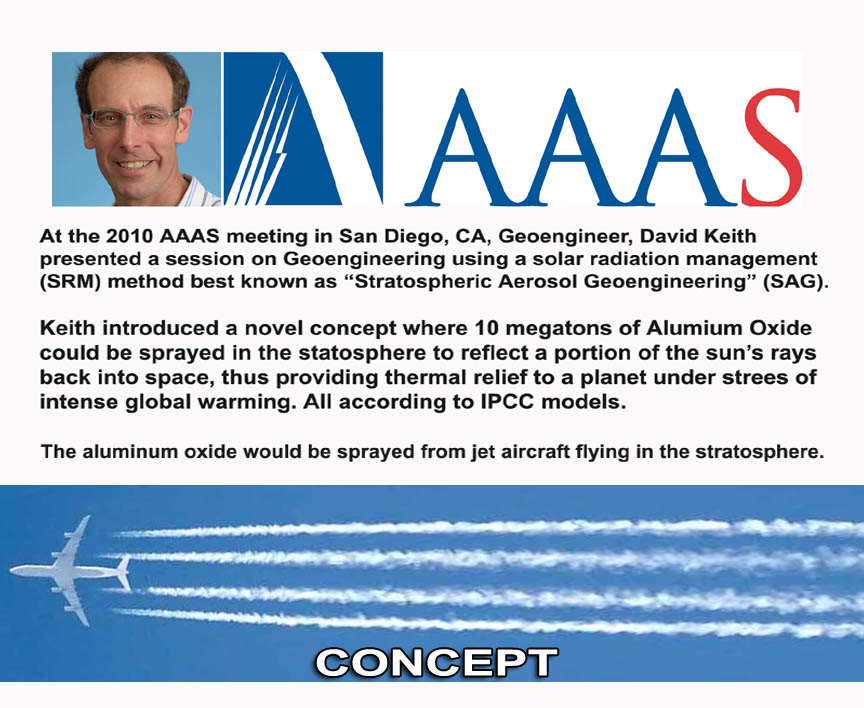 AAAS
At the 2010 AAAS meeting in San Diego, CA, Geoengineer, David Keith
presented a session on Geoengineering using a solar radiation management
(SRM) method best known as “Stratospheric Aerosol Geoengineering” (SAG).
Keith introduced a novel concept where 10 megatons of Alumium Oxide
could be sprayed in the statosphere to reflect a portion of the sun’s rays
back into space, thus providing thermal relief to a planet under strees of
intense global warming. All according to IPCC models.
The aluminum oxide would be sprayed from jet aircraft flying in the stratosphere.
CONCEPT